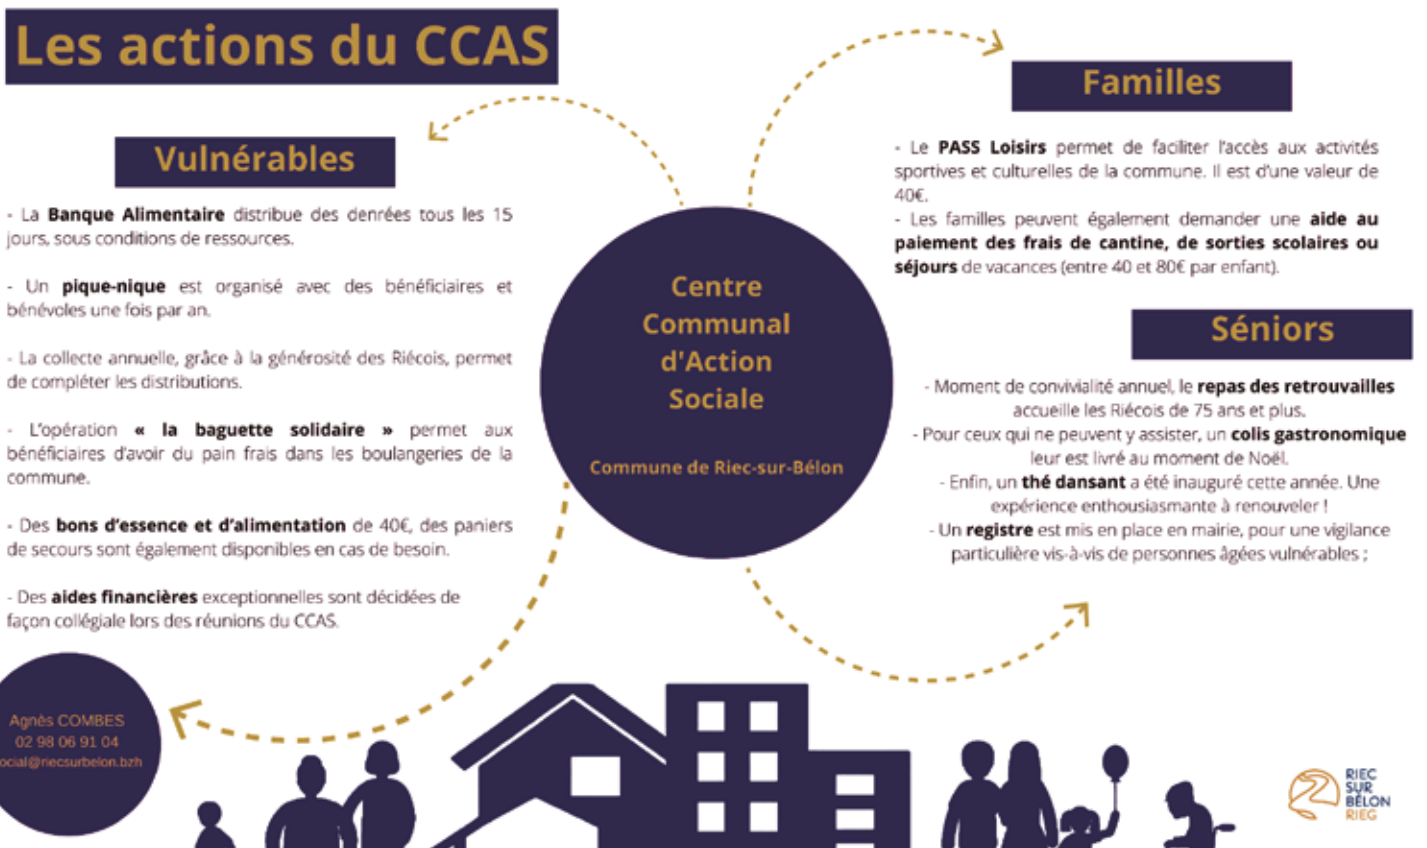 Les actions du CCAS
Vulnérables
- La Banque Alimentaire distribue des denrées tous les 15
jours, sous conditions de ressources.
- Un pique-nique est organisé avec des bénéficiaires et
bénévoles une fois par an.
- La collecte annuelle, grâce à la générosité des Riécois, permet
de compléter les distributions.
- L'opération « la baguette solidaire » permet aux
bénéficiaires d'avoir du pain frais dans les boulangeries de la
commune.
- Des bons d'essence et d'alimentation de 40€, des paniers
de secours sont également disponibles en cas de besoin.
- Des aides financières exceptionnelles sont décidées de
façon collégiale lors des réunions du CCAS.
Agnès COMBES
02 98 06 91 04
ocial@riecsurbelon.bzh
Centre
Communal
d'Action
Sociale
Commune de Riec-sur-Bélon
Familles
- Le PASS Loisirs permet de faciliter l'accès aux activités
sportives et culturelles de la commune. Il est d'une valeur de
40€.
- Les familles peuvent également demander une aide au
paiement des frais de cantine, de sorties scolaires ou
séjours de vacances (entre 40 et 80€ par enfant).
Séniors
- Moment de convivialité annuel, le repas des retrouvailles
accueille les Riécois de 75 ans et plus.
- Pour ceux qui ne peuvent y assister, un colis gastronomique
leur est livré au moment de Noël.
- Enfin, un thé dansant a été inauguré cette année. Une
expérience enthousiasmante à renouveler !
- Un registre est mis en place en mairie, pour une vigilance
particulière vis-à-vis de personnes âgées vulnérables ;
RIEC
SUR
BÉLON
RIEG